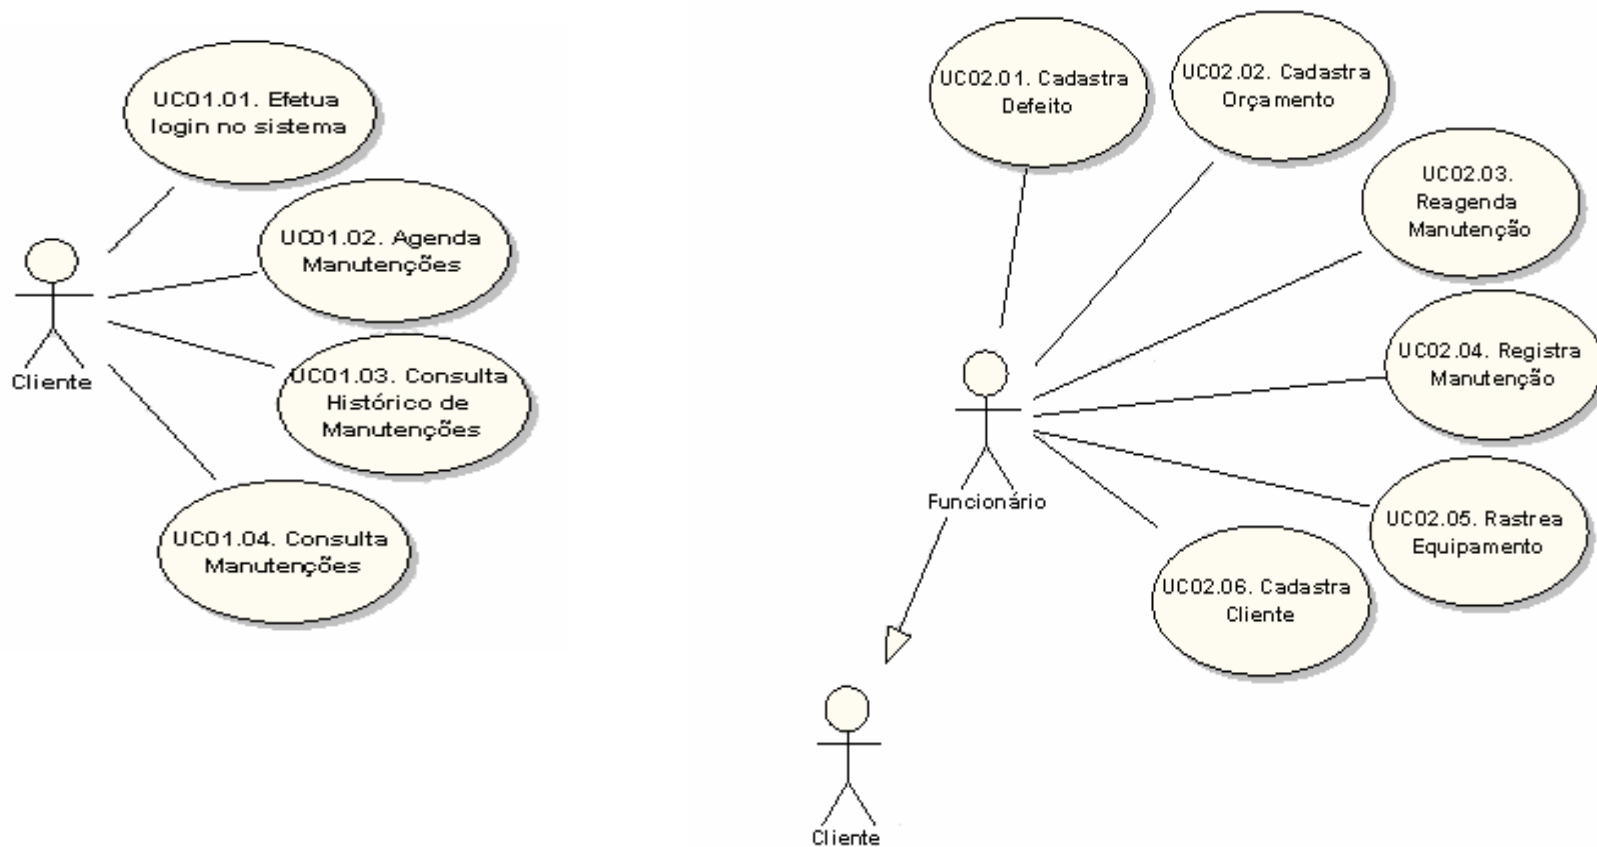 UC01.01. Efetua
login no sistema
UC01.02. Agenda
Manutenções
UC01.03. Consulta
Histórico de
Manutenções
Cliente
UC01.04. Consulta
Manutenções
UC02.01. Cadastra
Defeito
UC02.02. Cadastra
Orçamento
UC02.03.
Reagenda
Manutenção
UC02.04. Registra
Manutenção
Funcionário
UC02.05. Rastrea
Equipamento
UC02.06. Cadastra
Cliente
Cliente